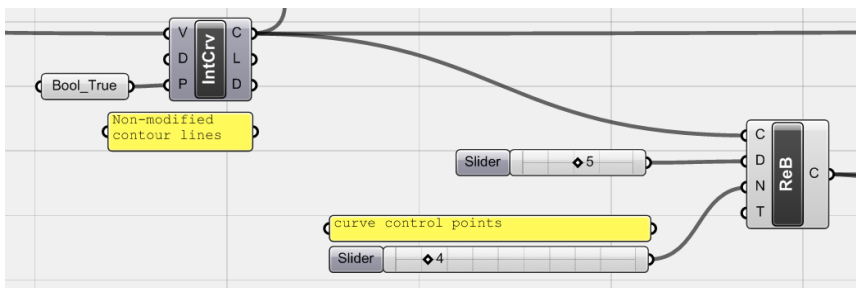 V
D
P
IntCrv
C
L
D
Bool_True
Non-modified
contour lines
Slider
5
C
D
N
T
ReB
C
curve control points
Slider
4